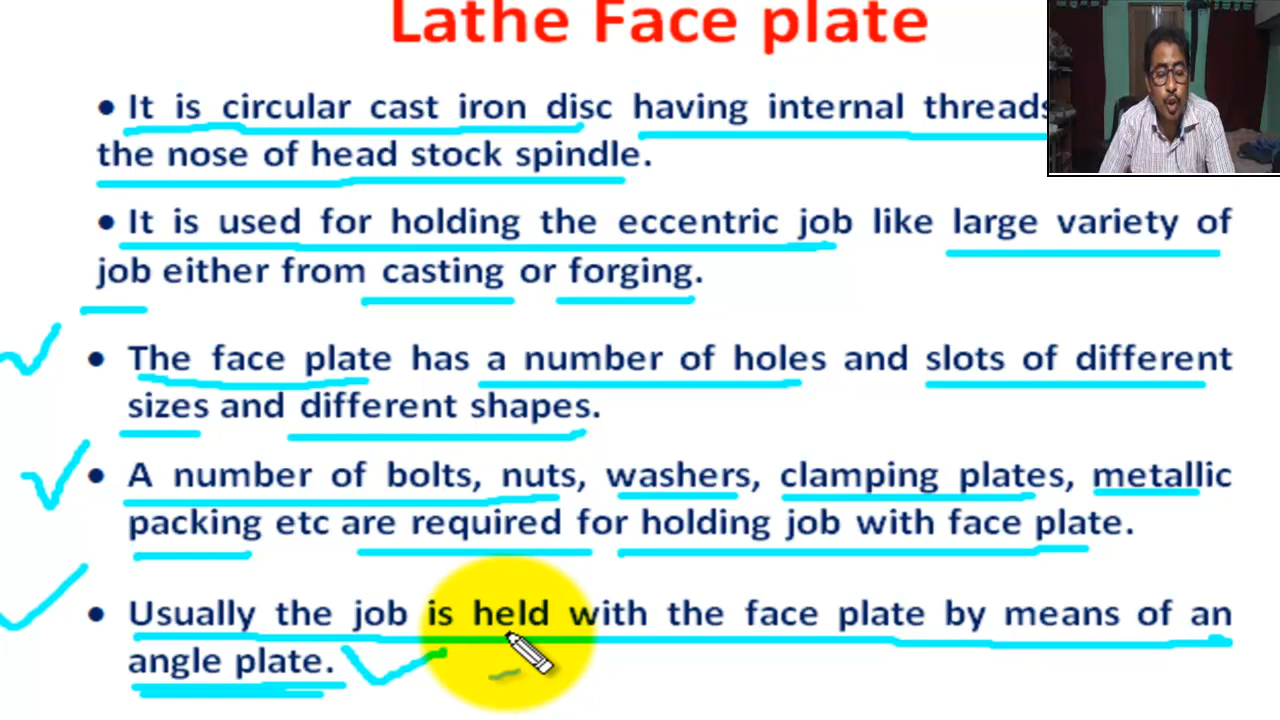 Lathe Face plate
• It is circular cast iron disc having internal threads
the nose of head stock spindle.
• It is used for holding the eccentric job like large variety of
job either from casting or forging.
• The face plate has a number of holes and slots of different
sizes and different shapes.
• A number of bolts, nuts, washers, clamping plates, metallic
packing etc are required for holding job with face plate.
• Usually the job is held with the face plate by means of an
angle plate.